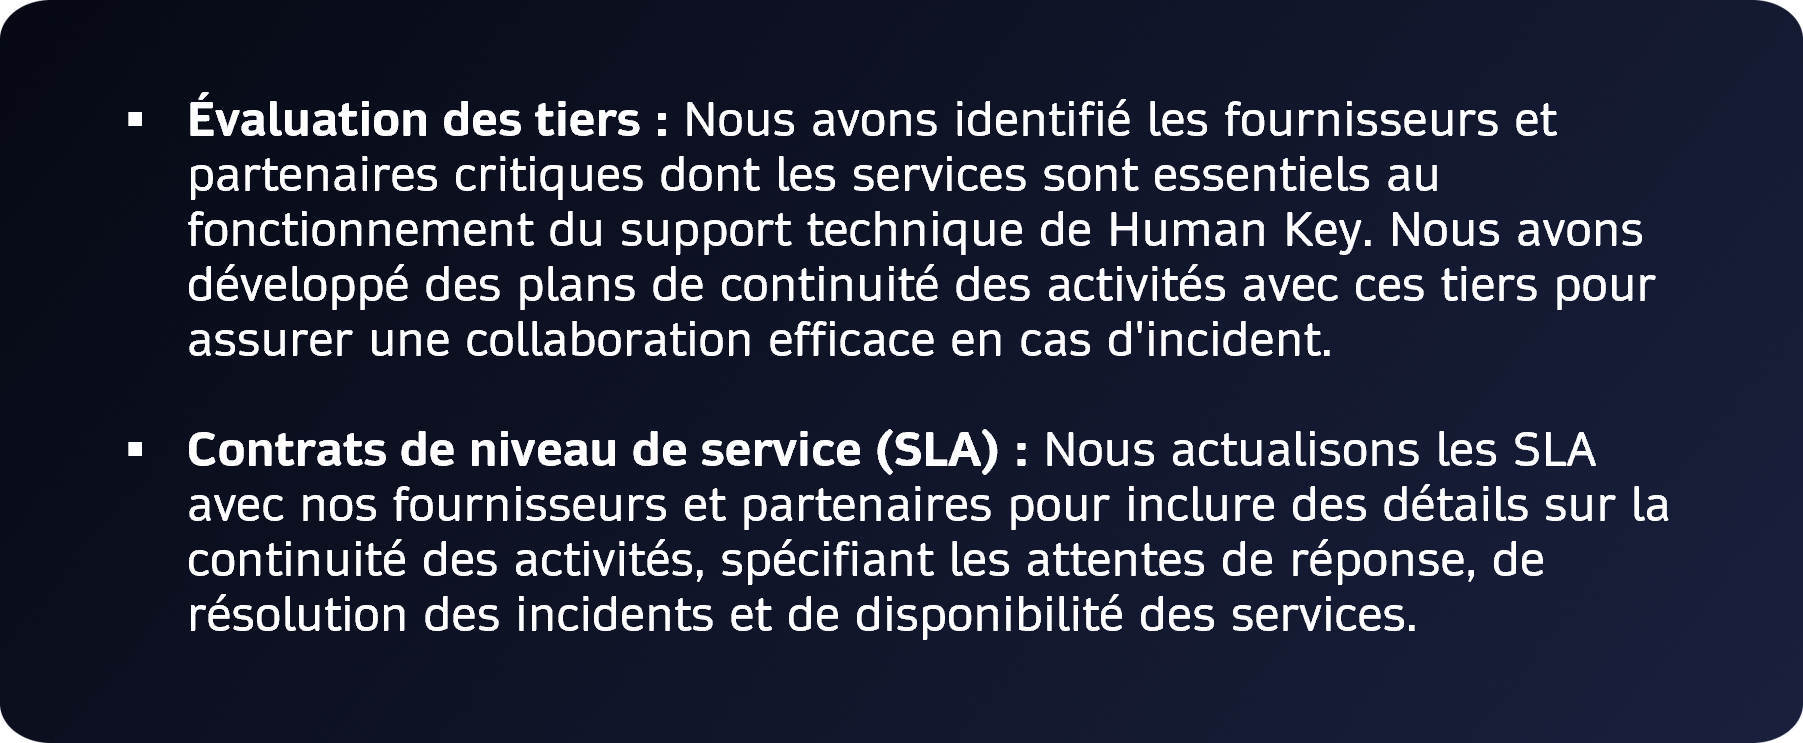 ▪ Évaluation des tiers : Nous avons identifié les fournisseurs et
partenaires critiques dont les services sont essentiels au
fonctionnement du support technique de Human Key. Nous avons
développé des plans de continuité des activités avec ces tiers pour
assurer une collaboration efficace en cas d'incident.
▪ Contrats de niveau de service (SLA) : Nous actualisons les SLA
avec nos fournisseurs et partenaires pour inclure des détails sur la
continuité des activités, spécifiant les attentes de réponse, de
résolution des incidents et de disponibilité des services.